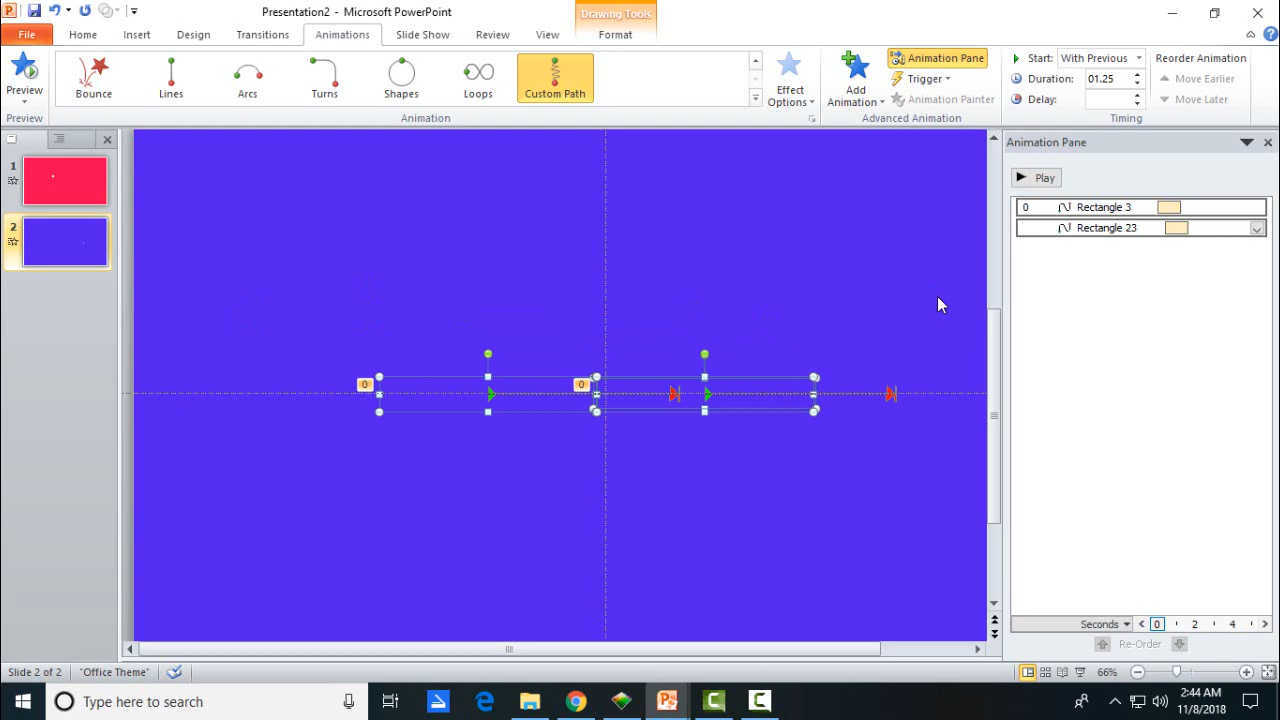 Presentation2 - Microsoft PowerPoint
Drawing Tools
File
Home
Insert
Design
Transitions
Animations
Slide Show
Review
View
Format
Preview
Bounce
Lines
Arcs
Turns
Shapes
Loops
Custom Path
Effect
Options
Add
Animation
Animation Pane
Trigger
Animation Painter
Start: With Previous
Duration: 01.25
Delay:
Reorder Animation
Move Earlier
Move Later
Preview
Animation
Advanced Animation
Timing
1
2
0
0
Animation Pane
Play
0 Rectangle 3
Rectangle 23
Seconds 0 2 4
Re-Order
Slide 2 of 2
"Office Theme"
66%
Type here to search
2:44 AM
11/8/2018